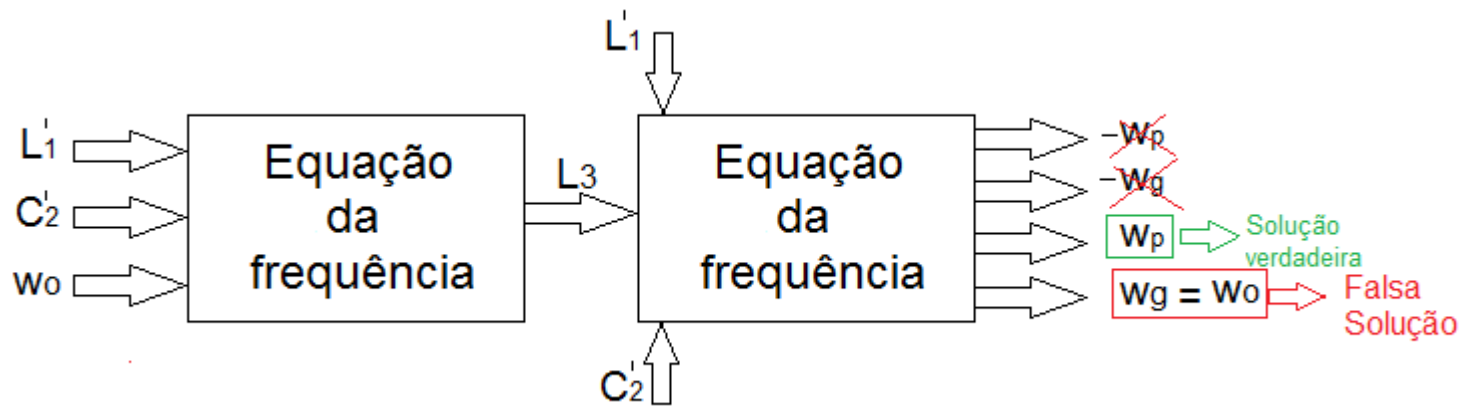 L'1
C'2
wo
Equação
da
frequência
L3
L'1
C'2
Equação
da
frequência
-wp
-wg
wp
Solução
verdadeira
wg = wo
Falsa
Solução